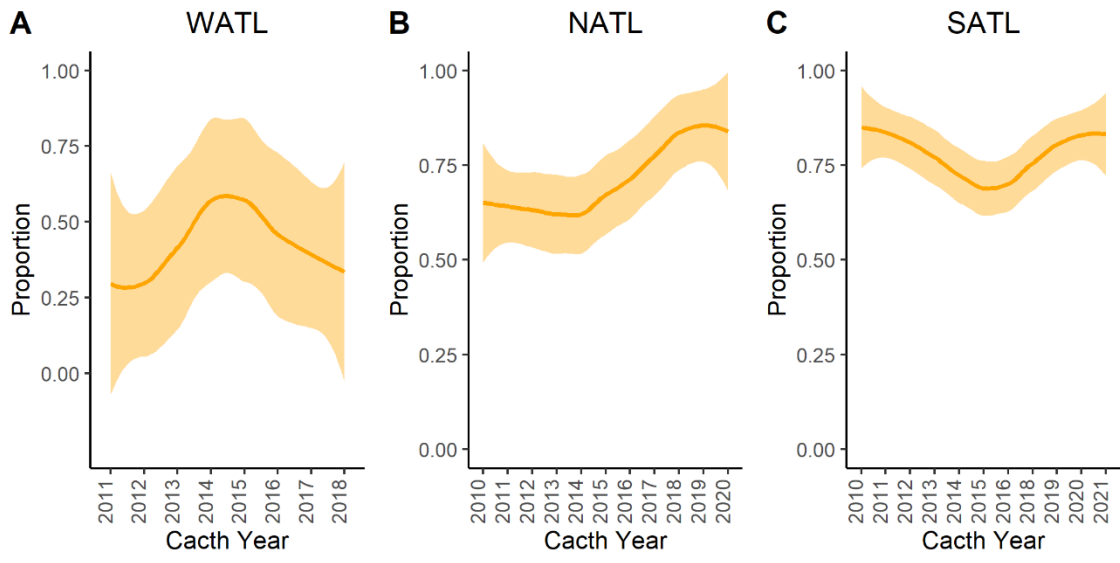 A WATL
Proportion
1.00
0.75
0.50
0.25
0.00
2011 2012 2013 2014 2015 2016 2017 2018
Cacth Year
B NATL
Proportion
1.00
0.75
0.50
0.25
0.00
2010 2011 2012 2013 2014 2015 2016 2017 2018 2019 2020
Cacth Year
C SATL
Proportion
1.00
0.75
0.50
0.25
0.00
2010 2011 2012 2013 2014 2015 2016 2017 2018 2019 2020 2021
Cacth Year